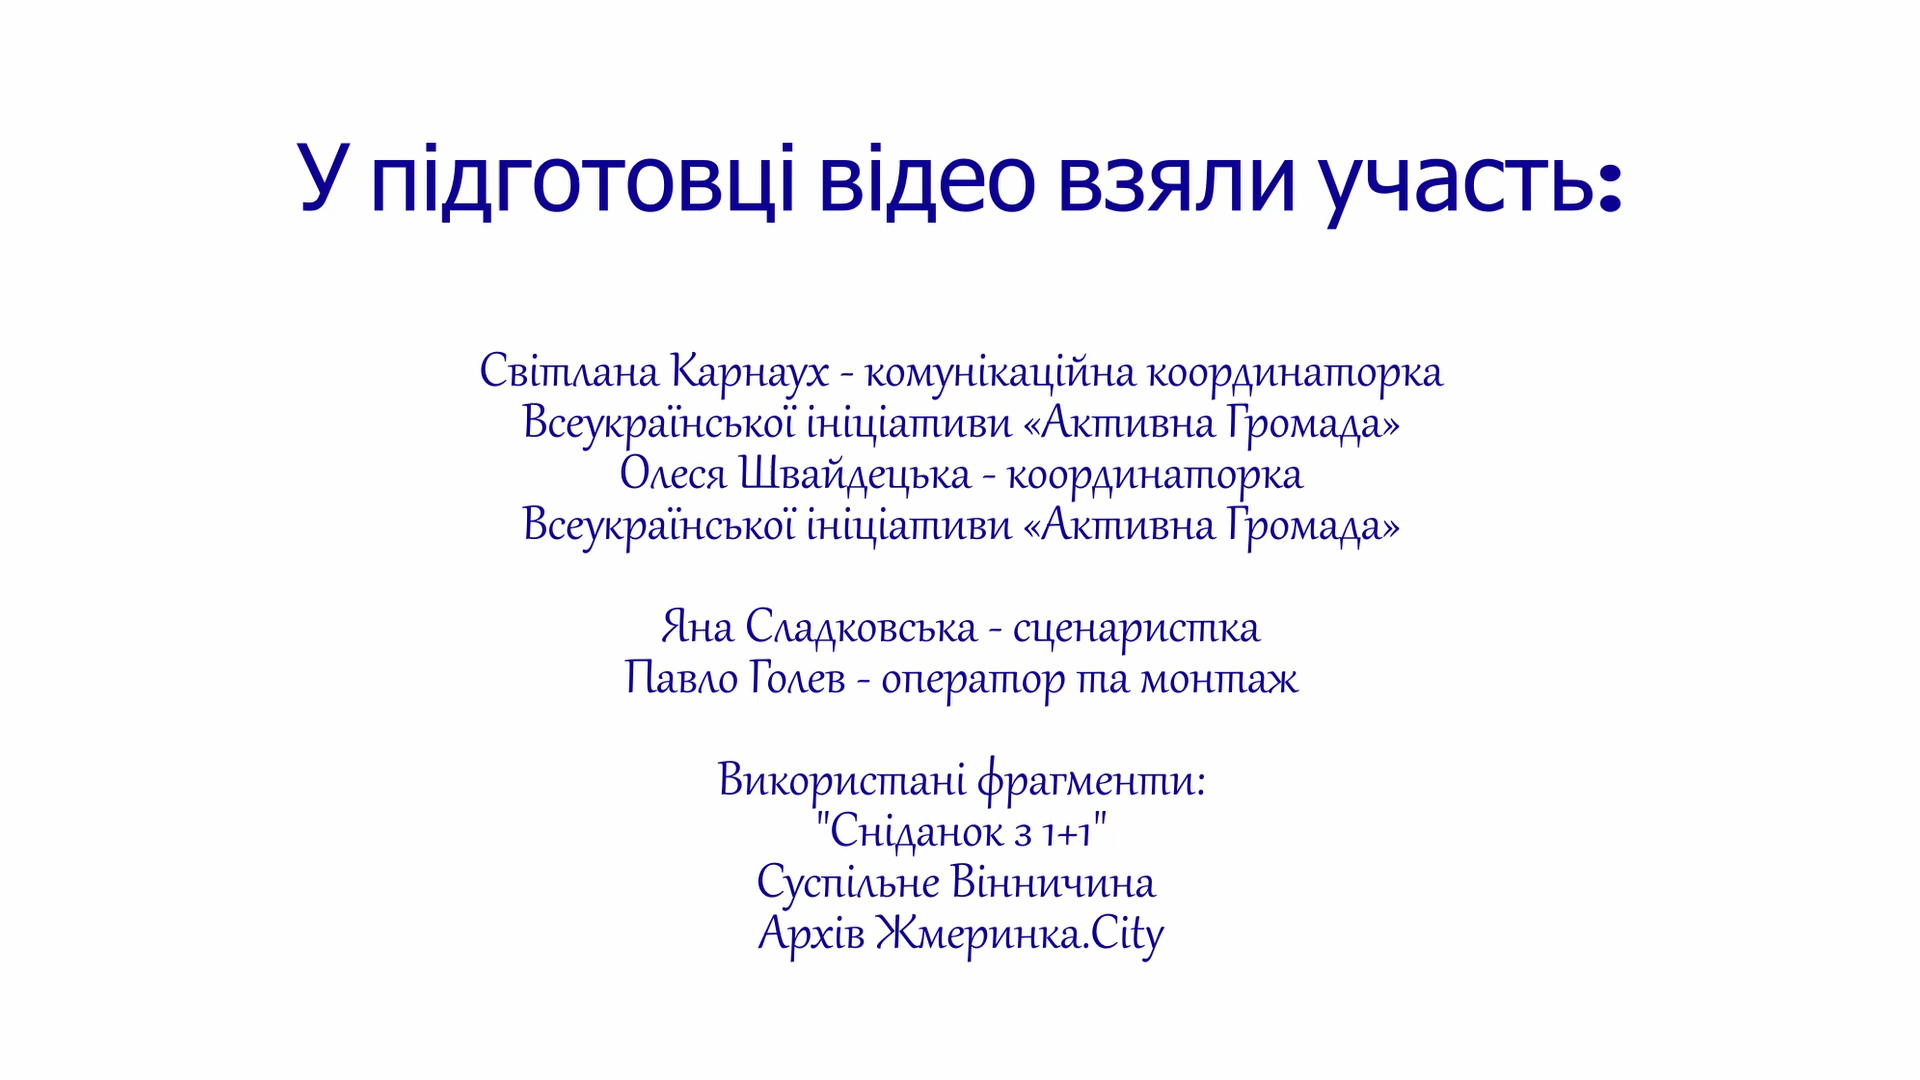 У підготовці відео взяли участь:
Світлана Карнаух - комунікаційна координаторка
Всеукраїнської ініціативи «Активна Громада»
Олеся Швайдецька - координаторка
Всеукраїнської ініціативи «Активна Громада»
Яна Сладковська - сценаристка
Павло Голев - оператор та монтаж
Використані фрагменти:
"Сніданок з 1+1"
Суспільне Вінничина
Архів Жмеринка.City